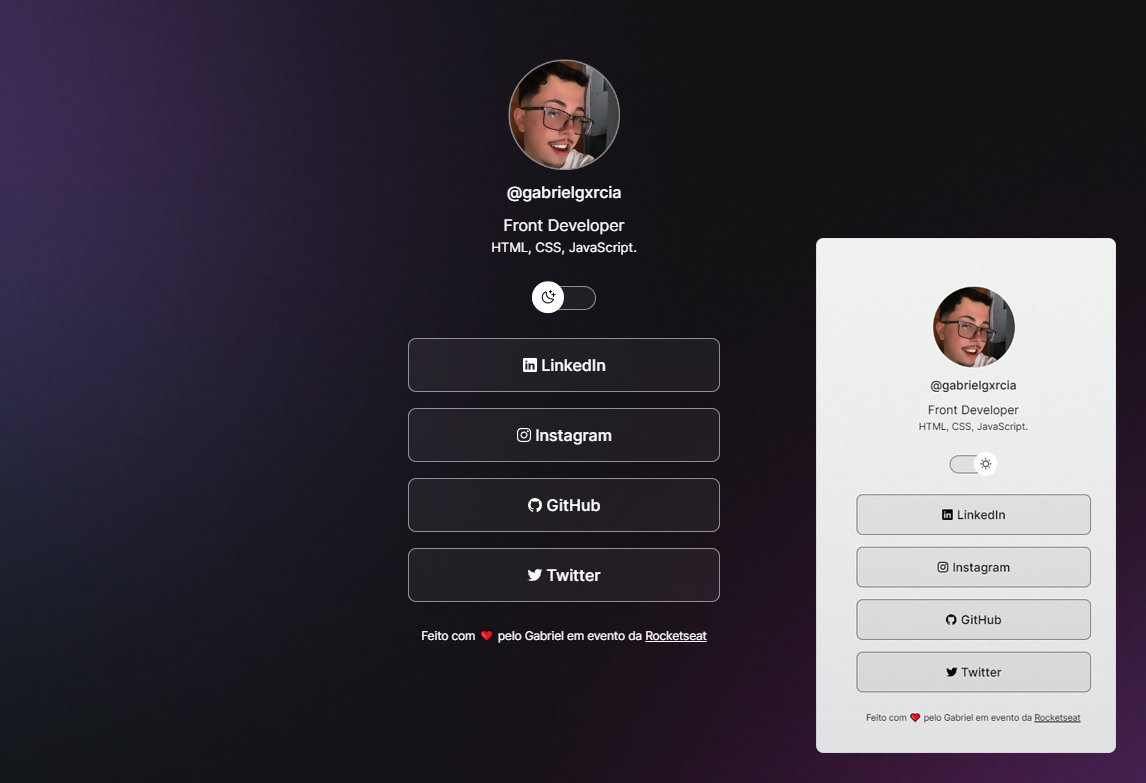 @gabrielgxrcia
Front Developer
HTML, CSS, JavaScript.
LinkedIn
Instagram
GitHub
Twitter
Feito com ❤️ pelo Gabriel em evento da Rocketseat
@gabrielgxrcia
Front Developer
HTML, CSS, JavaScript.
LinkedIn
Instagram
GitHub
Twitter
Feito com ❤️ pelo Gabriel em evento da Rocketseat